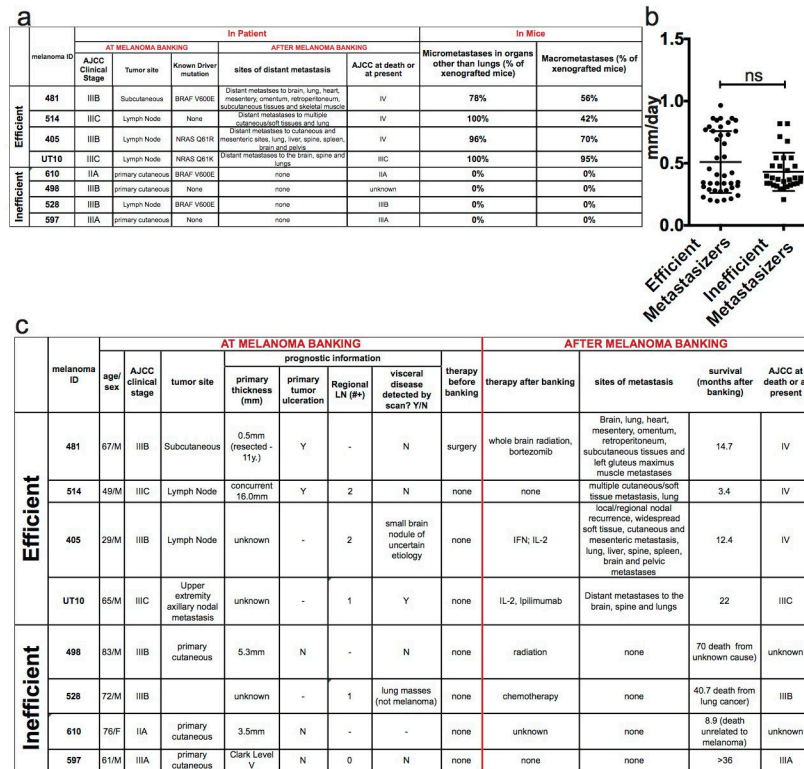 a
In Patient
In Mice
melanoma ID
AT MELANOMA BANKING
AFTER MELANOMA BANKING
Micrometastases in organs other than lungs (% of xenografted mice)
Macrometastases (% of xenografted mice)
AJCC Clinical Stage
Tumor site
Known Driver mutation
sites of distant metastasis
AJCC at death or at present
Efficient
481 IIIB Subcutaneous BRAF V600E Distant metastses to brain, lung, heart, mesentery, omentum, retroperitoneum, subcutaneous tissues and skeletal muscle IV 78% 56%
514 IIIC Lymph Node None Distant metastases to multiple cutaneous/soft tissues and lung IV 100% 42%
405 IIIB Lymph Node NRAS Q61R Distant metastses to cutaneous and mesenteric sites, lung, liver, spine, spleen, brain and pelvis IV 96% 70%
UT10 IIIC Lymph Node NRAS Q61K Distant metastases to the brain, spine and lungs IIIC 100% 95%
Inefficient
610 IIA primary cutaneous BRAF V600E none IIA 0% 0%
498 IIIB primary cutaneous None none unknown 0% 0%
528 IIIB Lymph Node BRAF V600E none IIIB 0% 0%
597 IIIA primary cutaneous None none IIIA 0% 0%
b
ns
mm/day
1.5
1.0
0.5
0.0
Efficient Metastasizers
Inefficient Metastasizers
c
AT MELANOMA BANKING
AFTER MELANOMA BANKING
melanoma ID
age/ sex
AJCC clinical stage
tumor site
prognostic information
primary thickness (mm)
primary tumor ulceration
Regional LN (#+)
visceral disease detected by scan? Y/N
therapy before banking
therapy after banking
sites of metastasis
survival (months after banking)
AJCC at death or a present
Efficient
481 67/M IIIB Subcutaneous 0.5mm (resected - 11y.) Y - N surgery whole brain radiation, bortezomib Brain, lung, heart, mesentery, omentum, retroperitoneum, subcutaneous tissues and left gluteus maximus muscle metastases 14.7 IV
514 49/M IIIC Lymph Node concurrent 16.0mm Y 2 N none none multiple cutaneous/soft tissue metastasis, lung 3.4 IV
405 29/M IIIB Lymph Node unknown - 2 small brain nodule of uncertain etiology none IFN; IL-2 local/regional nodal recurrence, widespread soft tissue, cutaneous and mesenteric metastasis, lung, liver, spine, spleen, brain and pelvic metastases 12.4 IV
UT10 65/M IIIC Upper extremity axillary nodal metastasis unknown - 1 Y none IL-2, Ipilimumab Distant metastases to the brain, spine and lungs 22 IIIC
Inefficient
498 83/M IIIB primary cutaneous 5.3mm N - N none radiation none 70 death from unknown cause) unknown
528 72/M IIIB unknown - 1 lung masses (not melanoma) none chemotherapy none 40.7 death from lung cancer) IIIB
610 76/F IIA primary cutaneous 3.5mm N - - none unknown none 8.9 (death unrelated to melanoma) unknown
597 61/M IIIA primary cutaneous Clark Level V N 0 N none none none >36 IIIA